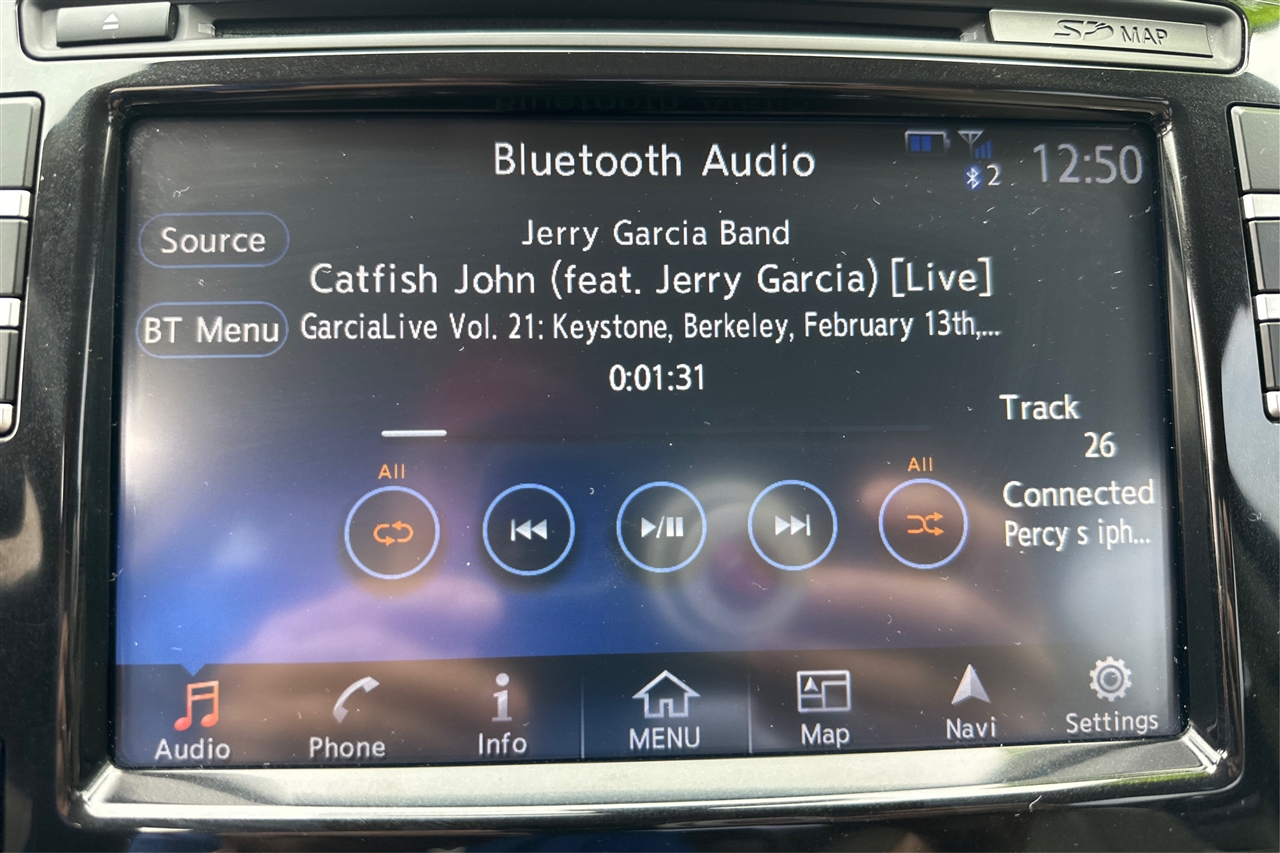 SD MAP
Bluetooth Audio
2
12:50
Source
Jerry Garcia Band
Catfish John (feat. Jerry Garcia) [Live]
BT Menu
GarciaLive Vol. 21: Keystone, Berkeley, February 13th,...
0:01:31
Track
26
All
All
Connected
Percy s iph...
Audio
Phone
Info
MENU
Map
Navi
Settings